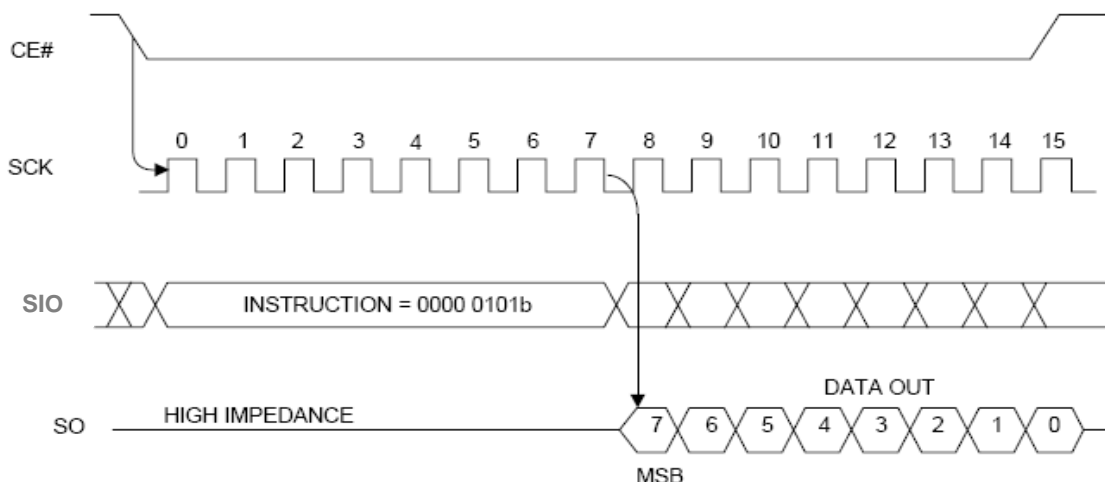 CE#
0 1 2 3 4 5 6 7 8 9 10 11 12 13 14 15
SCK
SIO INSTRUCTION = 0000 0101b
DATA OUT
HIGH IMPEDANCE
SO 7 6 5 4 3 2 1 0
MSB